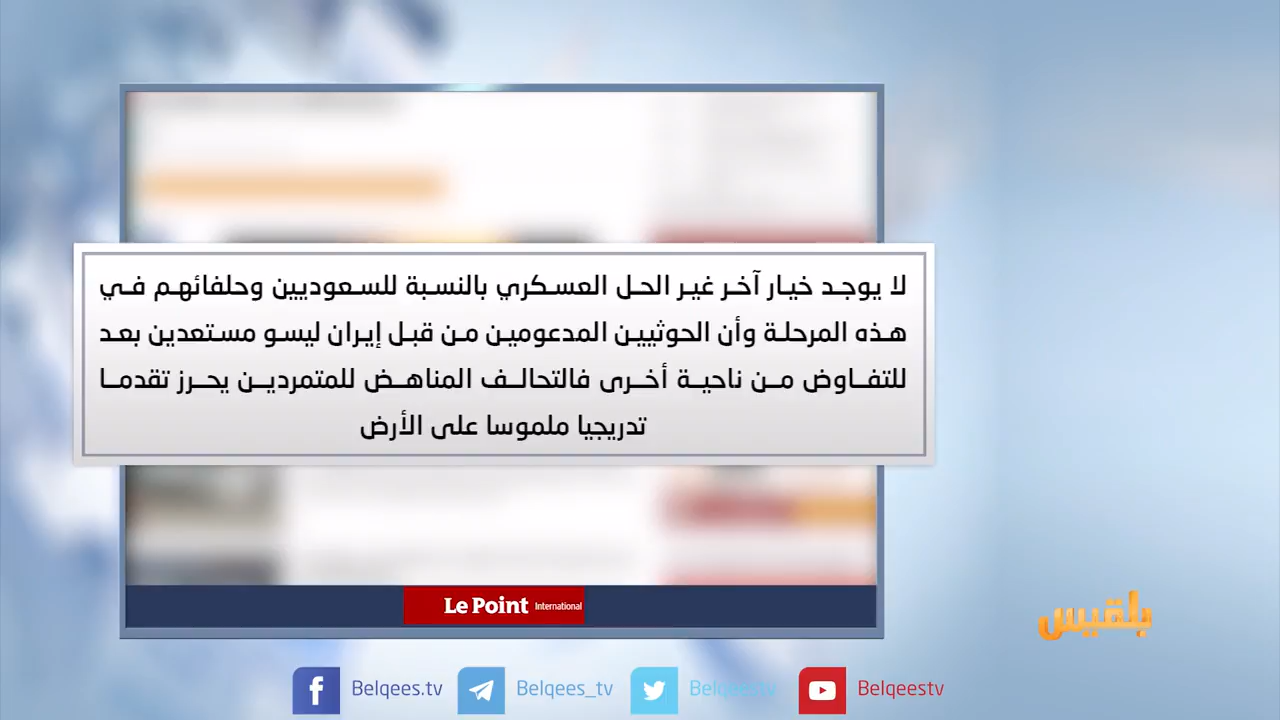 لا يوجد خيار آخر غير الحل العسكري بالنسبة للسعوديين وحلفائهم في
هذه المرحلة وأن الحوثيين المدعومين من قبل إيران ليسو مستعدين بعد
للتفاوض من ناحية أخرى فالتحالف المناهض للمتمردين يحرز تقدما
تدريجيا ملموسا على الأرض
Le Point International
بلقيس
Belqees.tv Belqees_tv Belqeestv Belqeestv